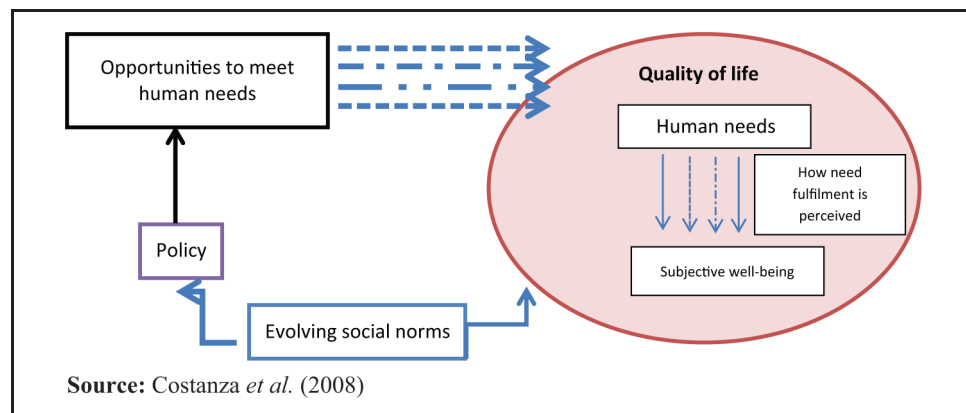 Opportunities to meet
human needs
Quality of life
Human needs
How need
fulfilment is
perceived
Policy
Subjective well-being
Evolving social norms
Source: Costanza et al. (2008)